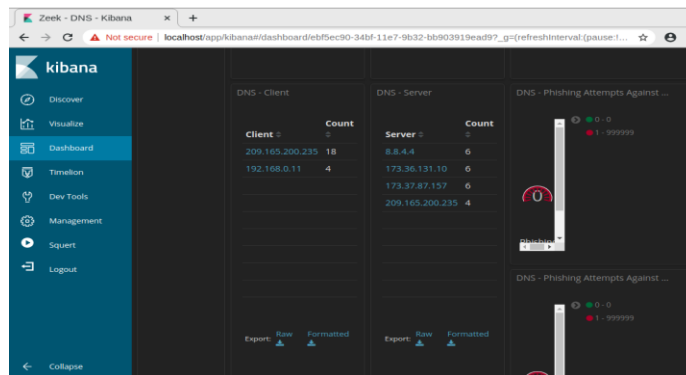 Zeek - DNS - Kibana
Not secure | localhost/app/kibana#/dashboard/ebf5ec90-34bf-11e7-9b32-bb903919ead9?_g=(refreshInterval:(pause:!...
kibana
Discover
Visualize
Dashboard
Timelion
Dev Tools
Management
Squert
Logout
Collapse
DNS - Client
Client Count
209.165.200.235 18
192.168.0.11 4
Export: Raw Formatted
DNS - Server
Server Count
8.8.4.4 6
173.36.131.10 6
173.37.87.157 6
209.165.200.235 4
Export: Raw Formatted
DNS - Phishing Attempts Against ...
0 - 0
1 - 999999
0
Phishing
DNS - Phishing Attempts Against ...
0 - 0
1 - 999999